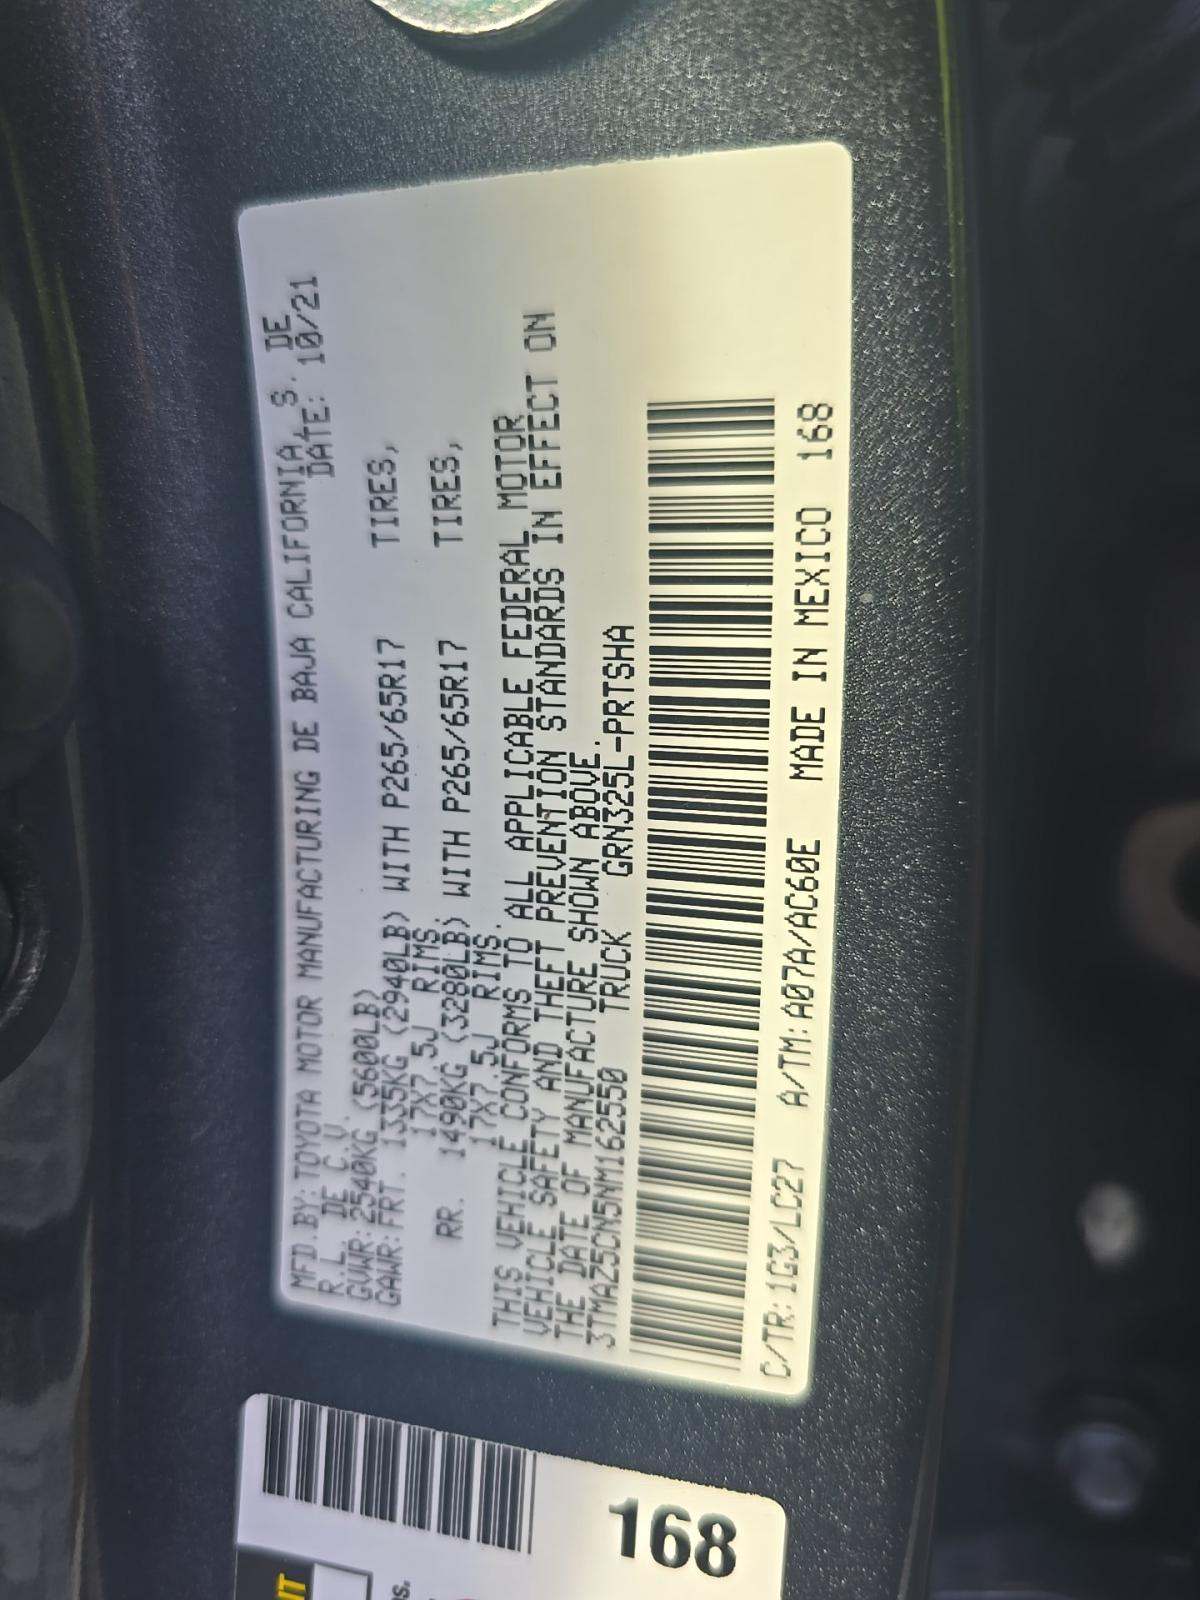 MFD.BY: TOYOTA MOTOR MANUFACTURING DE BAJA CALIFORNIA, S. DE
R.L. DE C.V. DATE: 10/21
GVWR: 2540KG (5600LB)
GAWR: FRT. 1335KG (2940LB) WITH P265/65R17 TIRES,
17X7.5J RIMS,
RR. 1490KG (3280LB) WITH P265/65R17 TIRES,
17X7.5J RIMS.
THIS VEHICLE CONFORMS TO ALL APPLICABLE FEDERAL MOTOR
VEHICLE SAFETY AND THEFT PREVENTION STANDARDS IN EFFECT ON
THE DATE OF MANUFACTURE SHOWN ABOVE.
3TMAZ5CN5NM162550 TRUCK GRN325L-PRTSHA
C/TR: 1G3/LC27 A/TM: A07A/AC60E MADE IN MEXICO 168
168